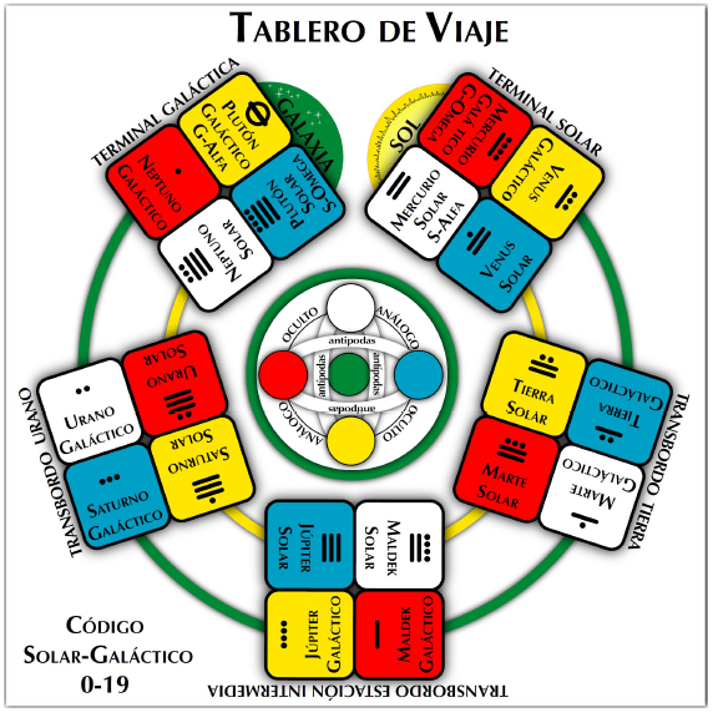 TABLERO DE VIAJE
TERMINAL GALÁCTICA
GALAXIA
PLUTÓN
GALÁCTICO
G-ALFA
NEPTUNO
GALÁCTICO
PLUTÓN
SOLAR
S-OMEGA
NEPTUNO
SOLAR
SOL
TERMINAL SOLAR
MERCURIO
GALÁCTICO
G-OMEGA
VENUS
GALÁCTICO
MERCURIO
SOLAR
S-ALFA
VENUS
SOLAR
OCULTO
ANÁLOGO
antipodas
antipodas
antipodas
antipodas
ANÁLOGO
OCULTO
TRANSBORDO URANO
URANO
GALÁCTICO
URANO
SOLAR
SATURNO
GALÁCTICO
SATURNO
SOLAR
TRANSBORDO TIERRA
TIERRA
SOLAR
TIERRA
GALÁCTICO
MARTE
SOLAR
MARTE
GALÁCTICO
JÚPITER
SOLAR
MALDEK
SOLAR
JÚPITER
GALÁCTICO
MALDEK
GALÁCTICO
TRANSBORDO ESTACIÓN INTERMEDIA
CÓDIGO
SOLAR-GALÁCTICO
0-19